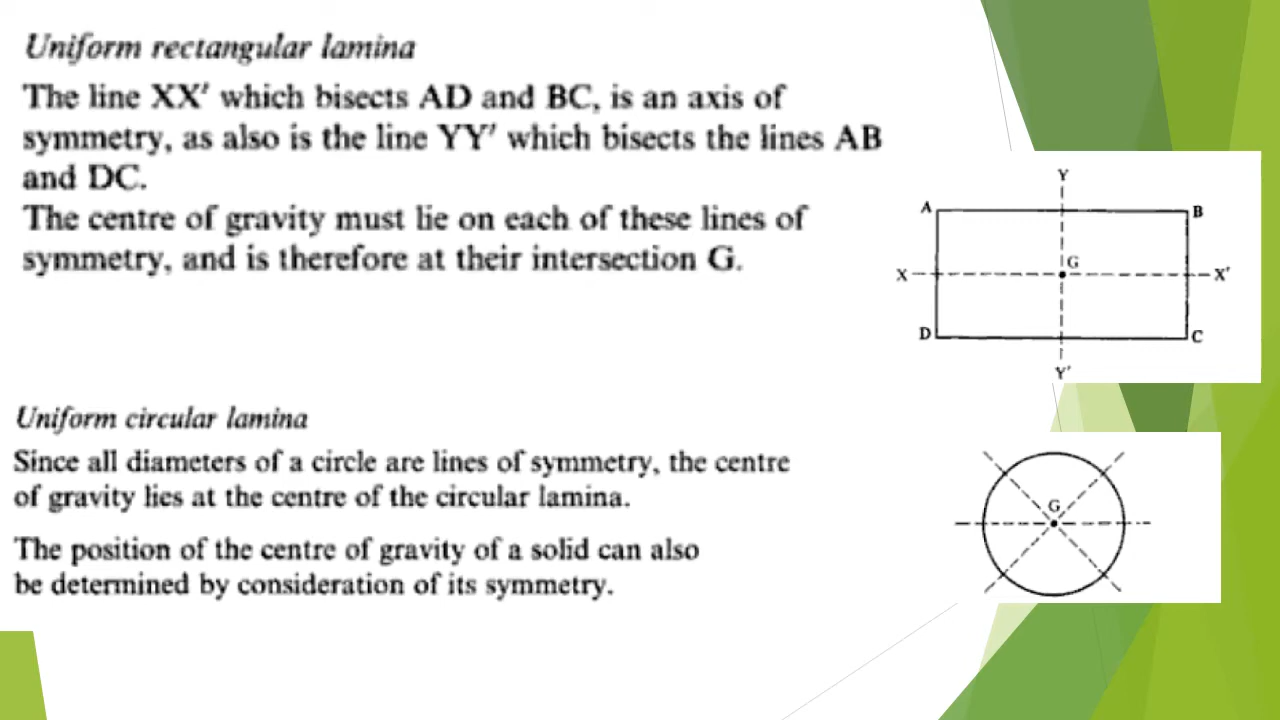 Uniform rectangular lamina
The line XX′ which bisects AD and BC, is an axis of
symmetry, as also is the line YY′ which bisects the lines AB
and DC.
The centre of gravity must lie on each of these lines of
symmetry, and is therefore at their intersection G.
Y
A
B
G
X
X′
D
C
Y′
Uniform circular lamina
Since all diameters of a circle are lines of symmetry, the centre
of gravity lies at the centre of the circular lamina.
The position of the centre of gravity of a solid can also
be determined by consideration of its symmetry.
G